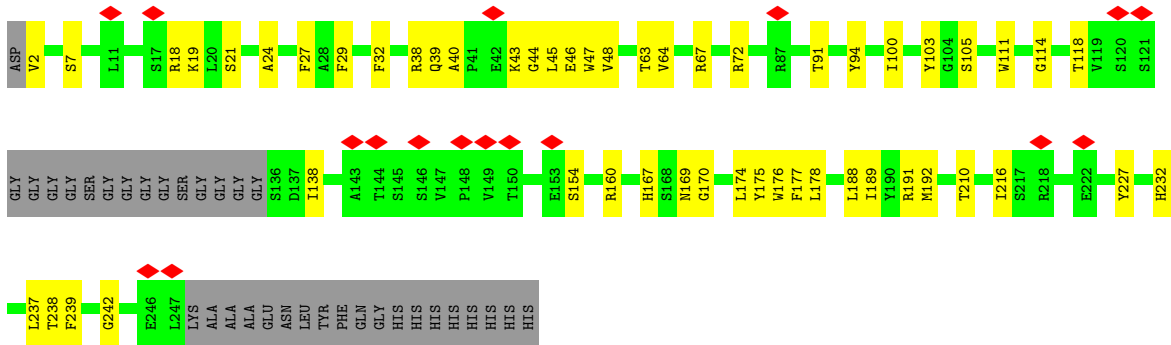 ASP V2 S7 L11 S17 R18 K19 L20 S21 A24 F27 A28 F29 F32 R38 Q39 A40 P41 E42 K43 G44 L45 E46 W47 V48 T63 V64 R67 R72 R87 T91 Y94 I100 Y103 G104 S105 W111 G114 T118 V119 S120 S121
GLY GLY GLY GLY SER GLY GLY GLY GLY SER GLY GLY GLY GLY S136 D137 I138 A143 T144 S145 S146 V147 P148 V149 T150 E153 S154 R160 H167 S168 N169 G170 L174 Y175 W176 F177 L178 L188 I189 Y190 R191 M192 T210 I216 S217 R218 E222 Y227 H232
L237 T238 F239 G242 E246 L247 LYS ALA ALA ALA GLU ASN LEU TYR PHE GLN GLY HIS HIS HIS HIS HIS HIS HIS HIS